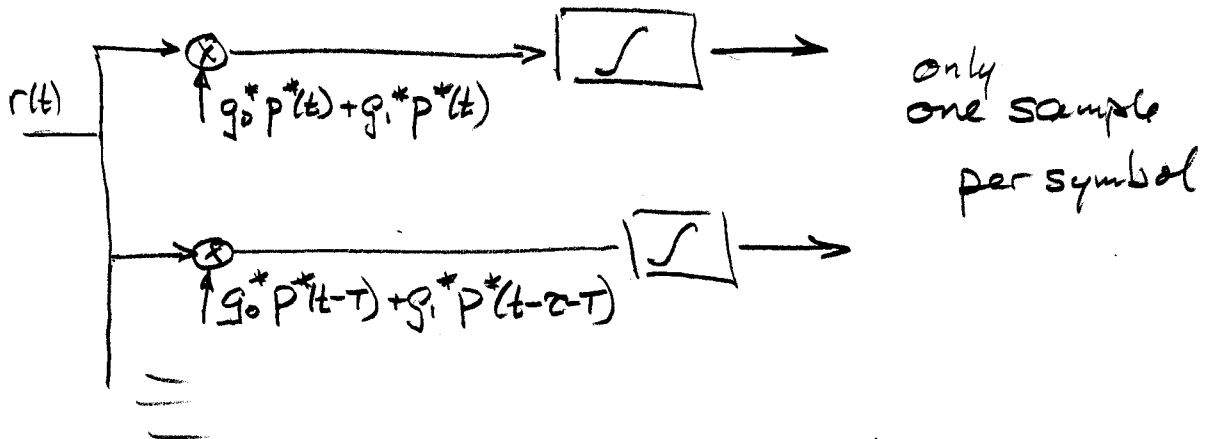 r(t)
g₀* p*(t) + g₁* p*(t)
∫
only
one sample
per symbol
g₀* p*(t-T) + g₁* p*(t-τ-T)
∫